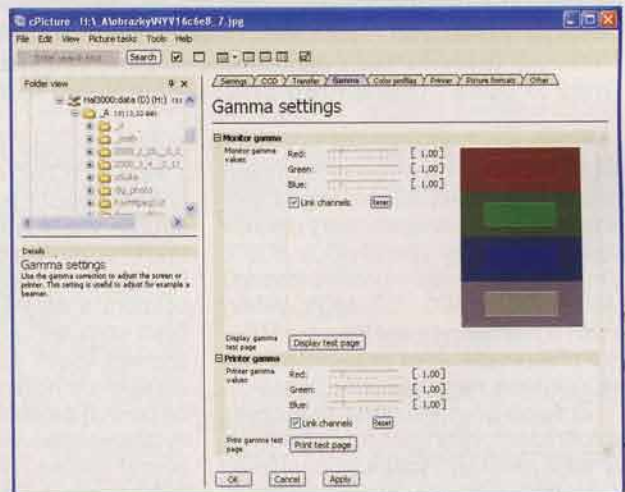 cPicture - H:\_A\obrazky\NYV16c6e8_7.jpg
File Edit View Picture tasks Tools Help
Search
Folder view
Hal3000:data (D) (H:)
_A
Details
Gamma settings
Use the gamma correction to adjust the screen or
printer. This setting is useful to adjust for example a
beamer.
Settings CCD Transfer Gamma Color profiles Printer Picture formats Other
Gamma settings
Monitor gamma
Monitor gamma
values
Red: [ 1,00]
Green: [ 1,00]
Blue: [ 1,00]
Link channels Reset
Display gamma
test page
Display test page
Printer gamma
Printer gamma
values
Red: [ 1,00]
Green: [ 1,00]
Blue: [ 1,00]
Link channels Reset
Print gamma test
page
Print test page
OK Cancel Apply